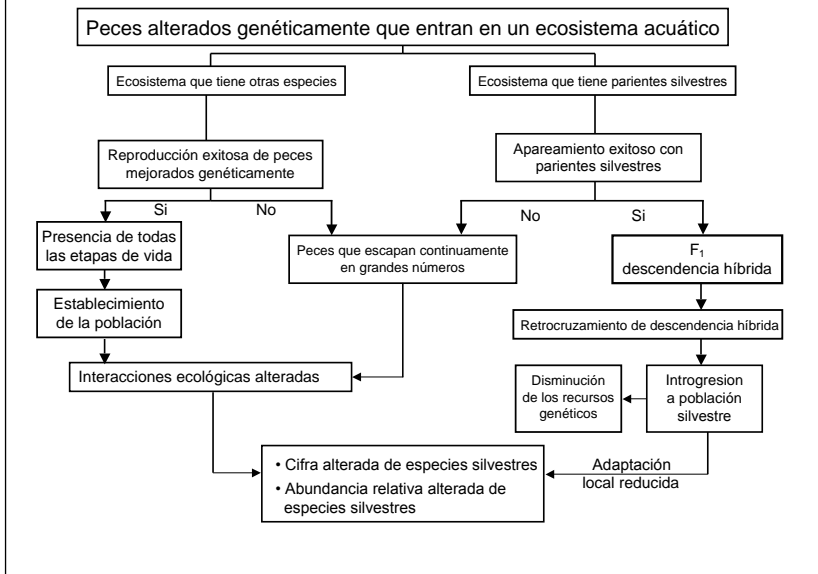 Peces alterados genéticamente que entran en un ecosistema acuático
Ecosistema que tiene otras especies
Ecosistema que tiene parientes silvestres
Reproducción exitosa de peces
mejorados genéticamente
Apareamiento exitoso con
parientes silvestres
Si
No
No
Si
Presencia de todas
las etapas de vida
Peces que escapan continuamente
en grandes números
F₁
descendencia híbrida
Establecimiento
de la población
Retrocruzamiento de descendencia híbrida
Interacciones ecológicas alteradas
Disminución
de los recursos
genéticos
Introgresion
a población
silvestre
• Cifra alterada de especies silvestres
• Abundancia relativa alterada de
especies silvestres
Adaptación
local reducida